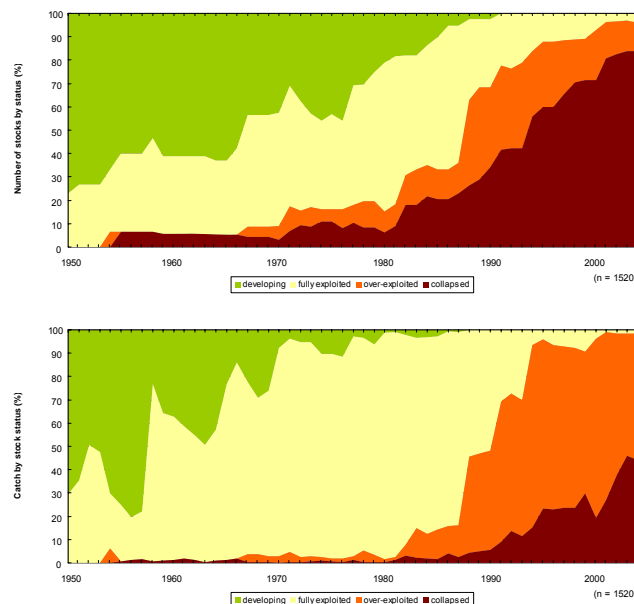 Number of stocks by status (%)
100
90
80
70
60
50
40
30
20
10
0
1950 1960 1970 1980 1990 2000
(n = 1520
developing fully exploited over-exploited collapsed
Catch by stock status (%)
100
90
80
70
60
50
40
30
20
10
0
1950 1960 1970 1980 1990 2000
(n = 1520
developing fully exploited over-exploited collapsed